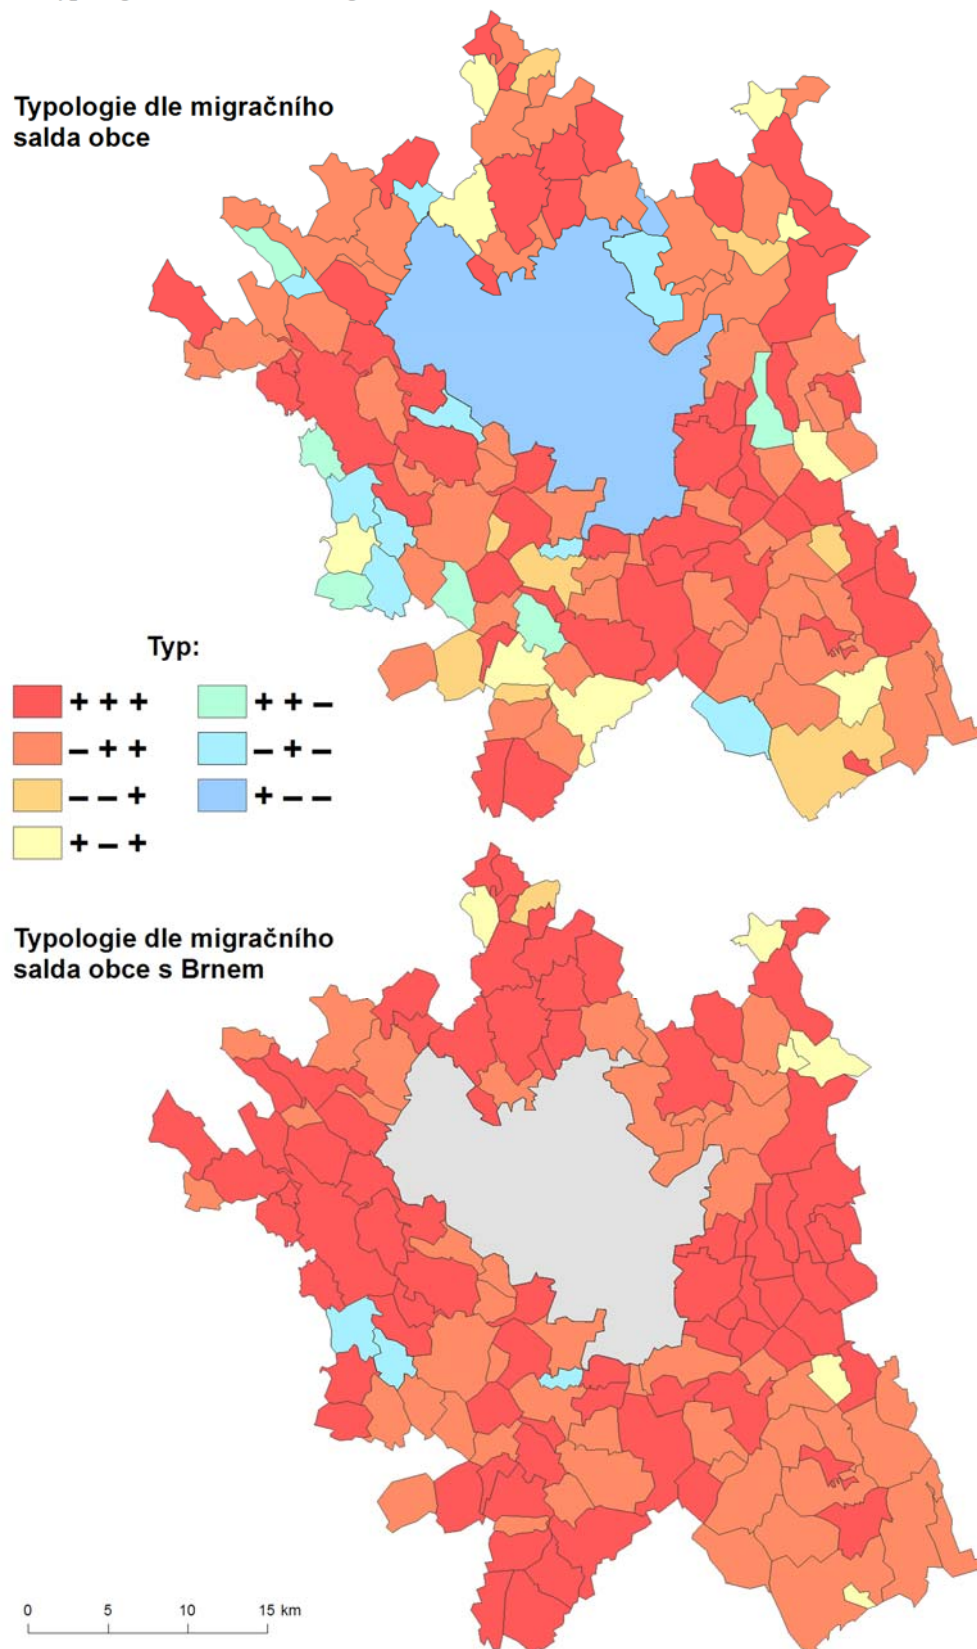 Typologie dle migračního
salda obce
Typ:
+ + +
– + +
– – +
+ – +
+ + –
– + –
+ – –
Typologie dle migračního
salda obce s Brnem
0 5 10 15 km